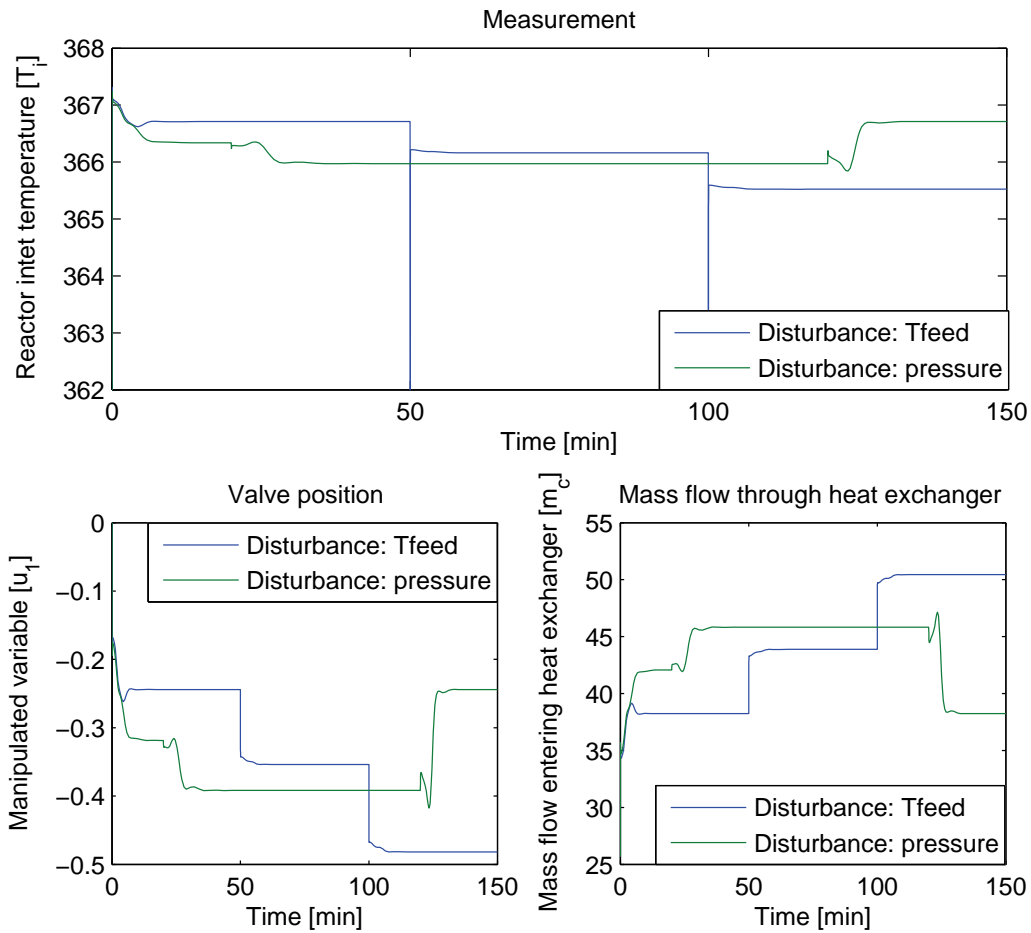 Measurement
Reactor intet temperature [T_i]
368
367
366
365
364
363
362
0
50
100
150
Time [min]
Disturbance: Tfeed
Disturbance: pressure
Valve position
Manipulated variable [u_1]
0
−0.1
−0.2
−0.3
−0.4
−0.5
0
50
100
150
Time [min]
Disturbance: Tfeed
Disturbance: pressure
Mass flow through heat exchanger
Mass flow entering heat exchanger [m_c]
55
50
45
40
35
30
25
0
50
100
150
Time [min]
Disturbance: Tfeed
Disturbance: pressure